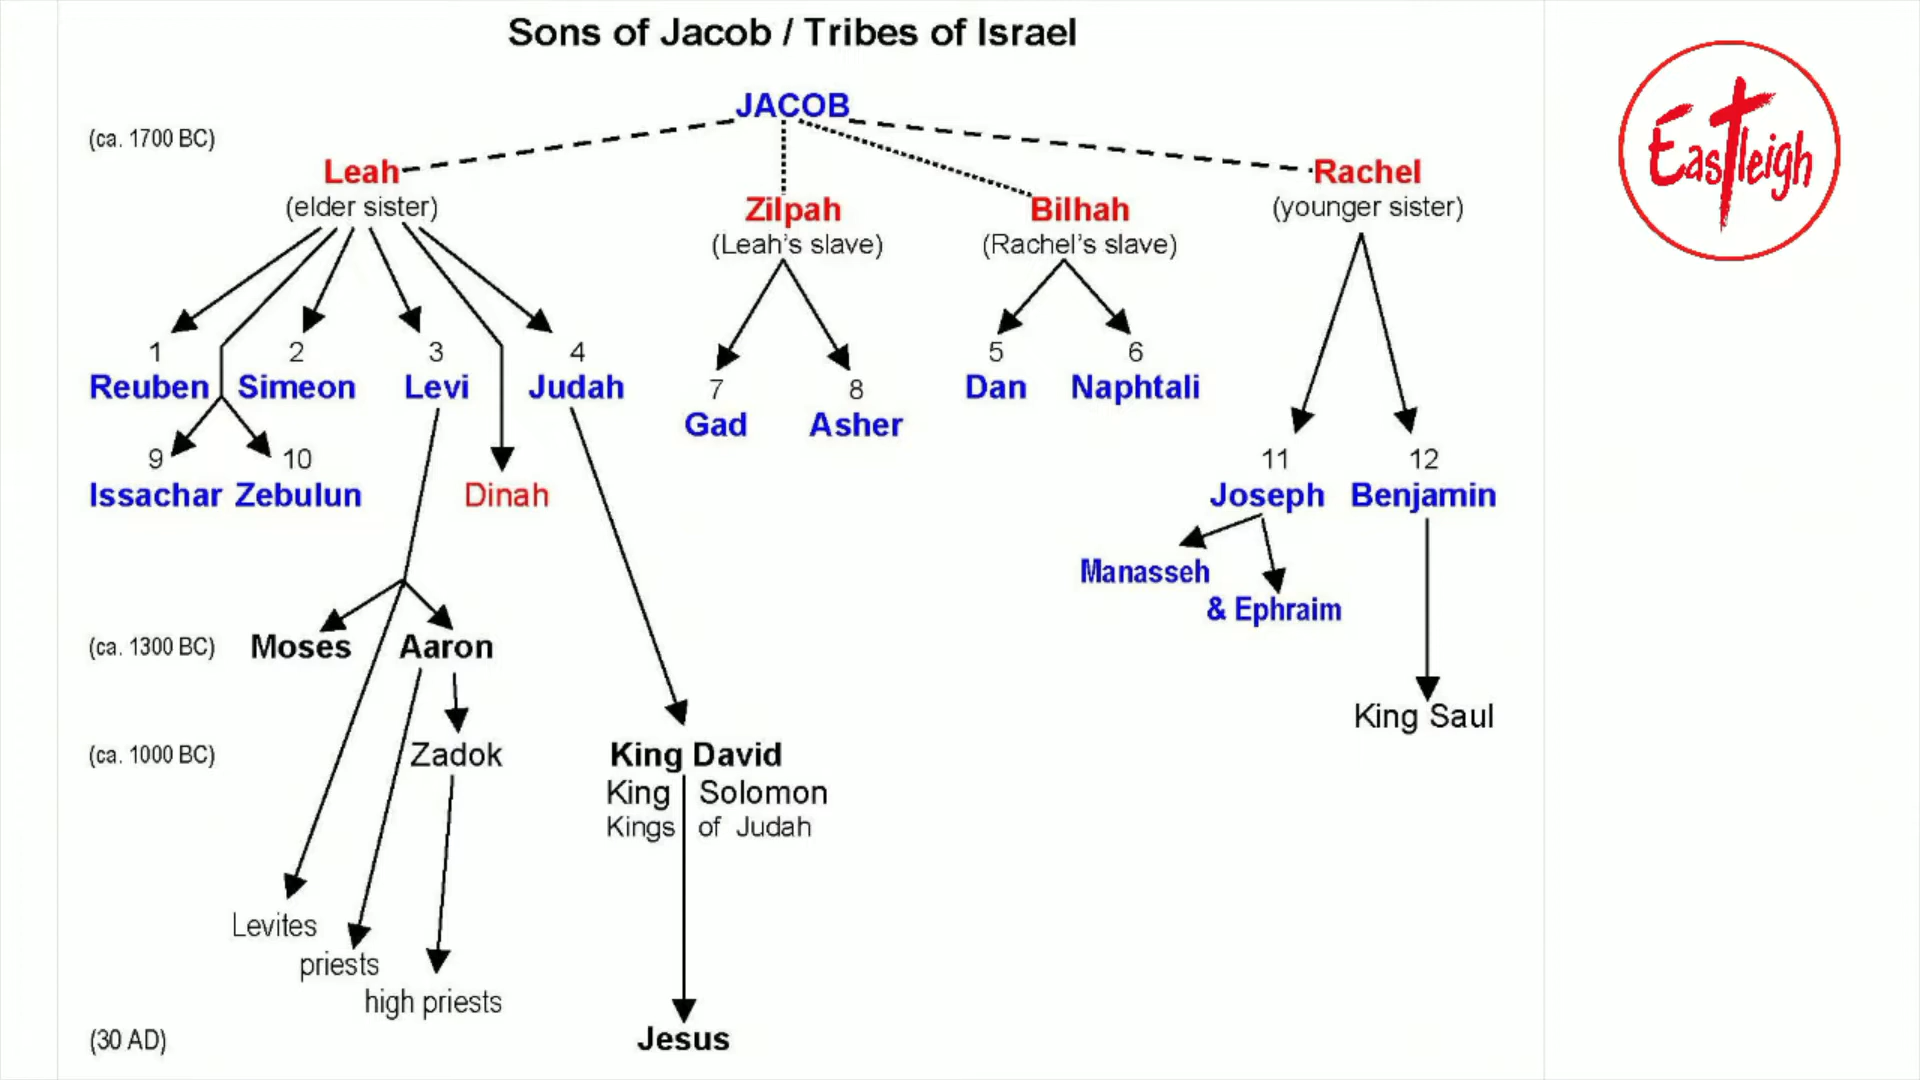 Sons of Jacob / Tribes of Israel
JACOB
(ca. 1700 BC)
Leah
(elder sister)
Zilpah
(Leah's slave)
Bilhah
(Rachel's slave)
Rachel
(younger sister)
Eastleigh
1 2 3 4
Reuben Simeon Levi Judah
5 6
Dan Naphtali
7 8
Gad Asher
9 10
Issachar Zebulun
Dinah
11 12
Joseph Benjamin
Manasseh
& Ephraim
(ca. 1300 BC)
Moses Aaron
King Saul
(ca. 1000 BC)
Zadok
King David
King Solomon
Kings of Judah
Levites
priests
high priests
(30 AD)
Jesus